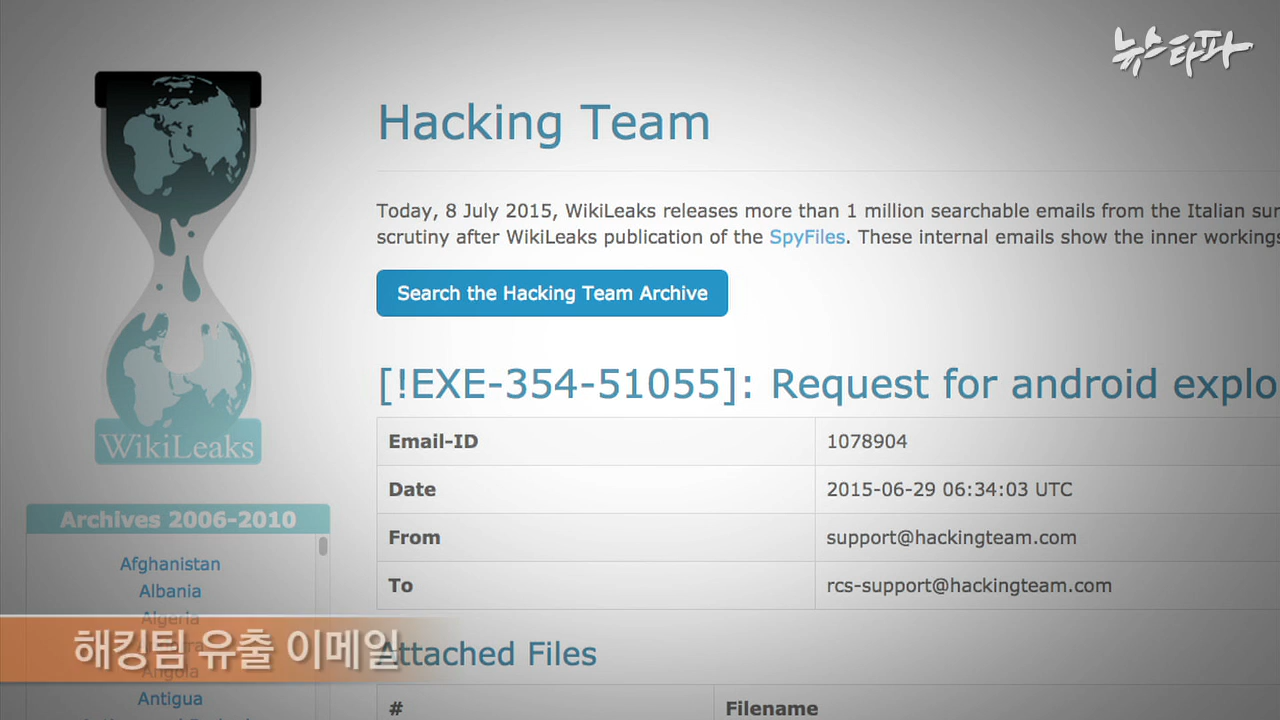 뉴스타파
Hacking Team
Today, 8 July 2015, WikiLeaks releases more than 1 million searchable emails from the Italian sur
scrutiny after WikiLeaks publication of the SpyFiles. These internal emails show the inner workings
Search the Hacking Team Archive
[!EXE-354-51055]: Request for android explo
Email-ID 1078904
Date 2015-06-29 06:34:03 UTC
From support@hackingteam.com
To rcs-support@hackingteam.com
Attached Files
# Filename
WikiLeaks
Archives 2006-2010
Afghanistan
Albania
Algeria
Angola
Antigua
해킹팀 유출 이메일